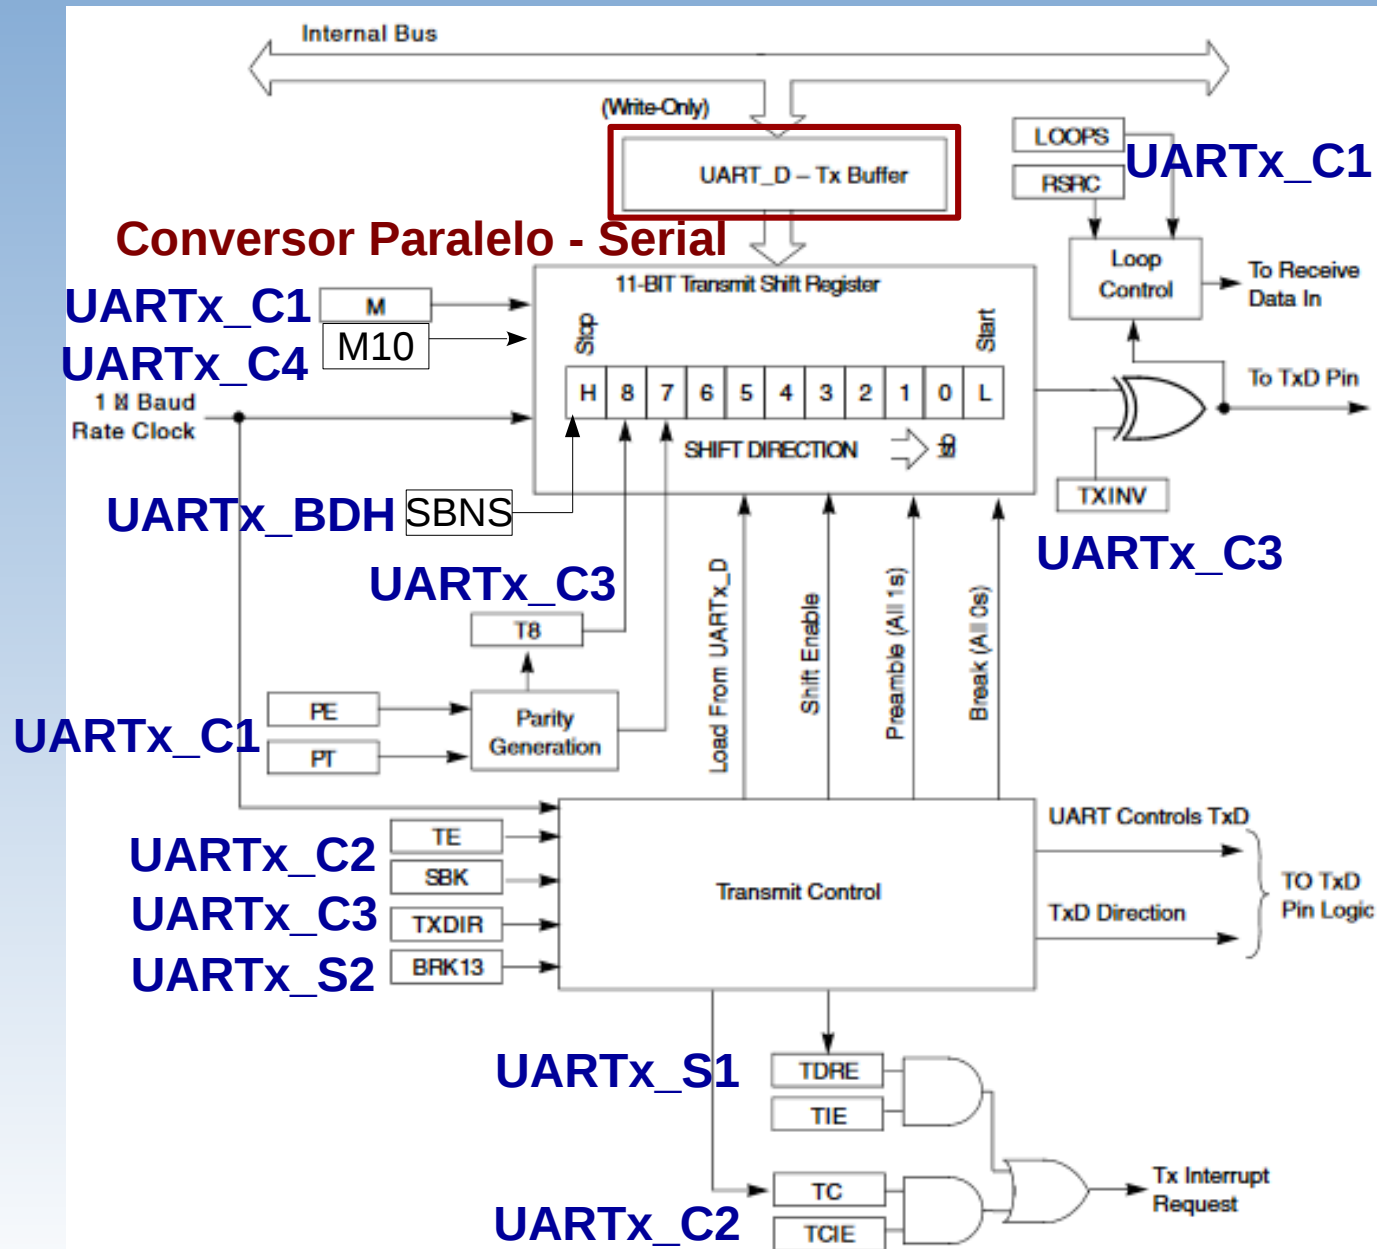 Internal Bus
(Write-Only)
UART_D – Tx Buffer
LOOPS
RSRC
UARTx_C1
Conversor Paralelo - Serial
Loop
Control
To Receive
Data In
11-BIT Transmit Shift Register
UARTx_C1
M
UARTx_C4
M10
Stop
Start
1 Baud
Rate Clock
H 8 7 6 5 4 3 2 1 0 L
To TxD Pin
SHIFT DIRECTION
UARTx_BDH
SBNS
TXINV
UARTx_C3
UARTx_C3
T8
Load From UARTx_D
Shift Enable
Preamble (All 1s)
Break (All 0s)
UARTx_C1
PE
PT
Parity
Generation
UARTx_C2
TE
SBK
UARTx_C3
TXDIR
UARTx_S2
BRK13
Transmit Control
UART Controls TxD
TxD Direction
TO TxD
Pin Logic
UARTx_S1
TDRE
TIE
UARTx_C2
TC
TCIE
Tx Interrupt
Request